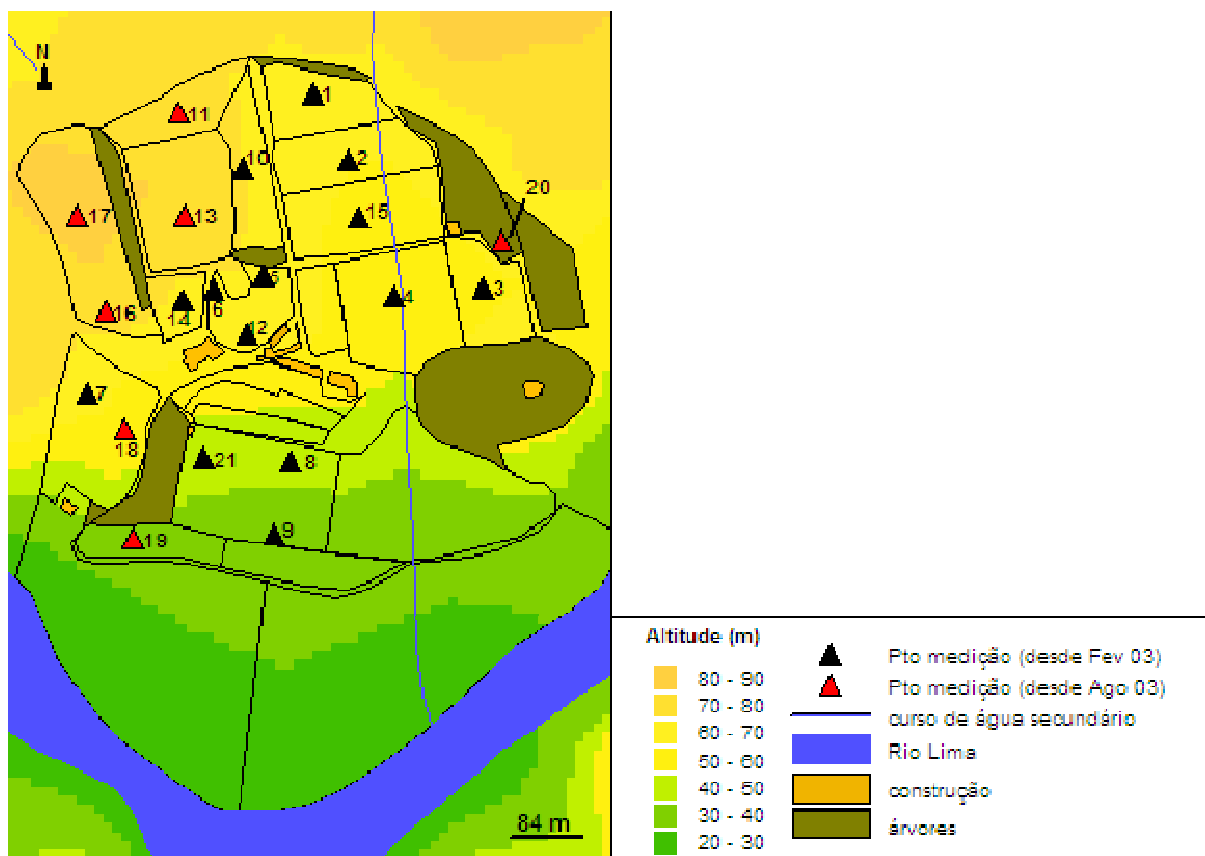 N
1
11
2
10
20
17
13
15
5
3
4
6
16
14
12
7
18
21
8
9
19
84 m
Altitude (m)
80 - 90
70 - 80
60 - 70
50 - 60
40 - 50
30 - 40
20 - 30
Pto medição (desde Fev 03)
Pto medição (desde Ago 03)
curso de água secundário
Rio Lima
construção
árvores